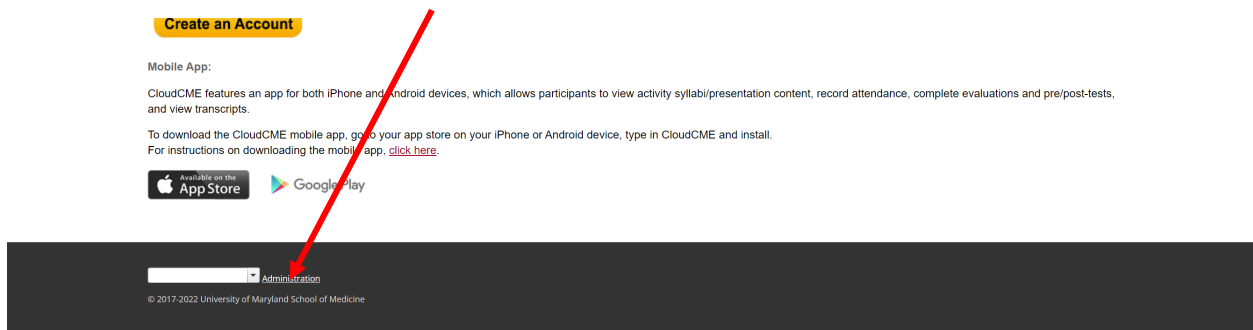 Create an Account
Mobile App:
CloudCME features an app for both iPhone and Android devices, which allows participants to view activity syllabi/presentation content, record attendance, complete evaluations and pre/post-tests,
and view transcripts.
To download the CloudCME mobile app, go to your app store on your iPhone or Android device, type in CloudCME and install.
For instructions on downloading the mobile app, click here.
Available on the
App Store
Google Play
Administration
© 2017-2022 University of Maryland School of Medicine